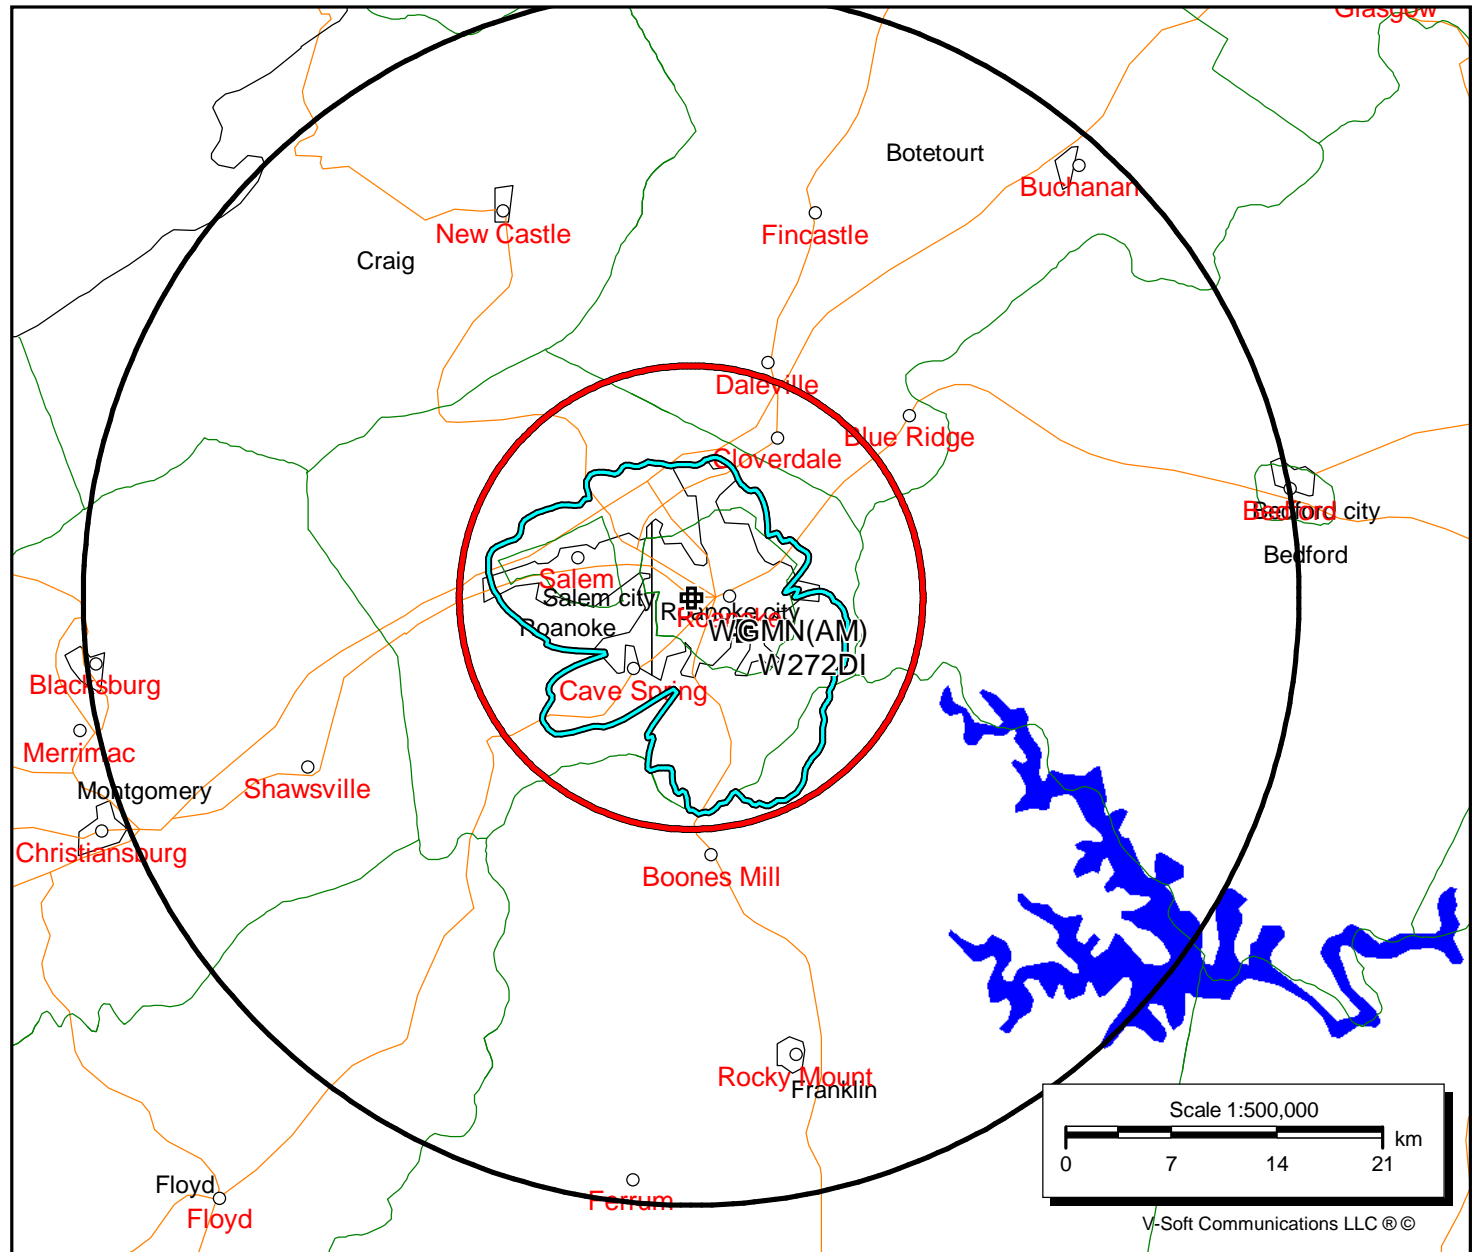 Glasgow
Botetourt
Buchanan
New Castle
Fincastle
Craig
Daleville
Blue Ridge
Cloverdale
Bedford
Bedford city
Bedford
Salem
Salem city
Roanoke city
Roanoke
Roanoke
WGMN(AM)
W272DI
Cave Spring
Blacksburg
Merrimac
Montgomery
Shawsville
Christiansburg
Boones Mill
Rocky Mount
Franklin
Scale 1:500,000
km
0 7 14 21
Floyd
Floyd
Ferrum
V-Soft Communications LLC ® ©